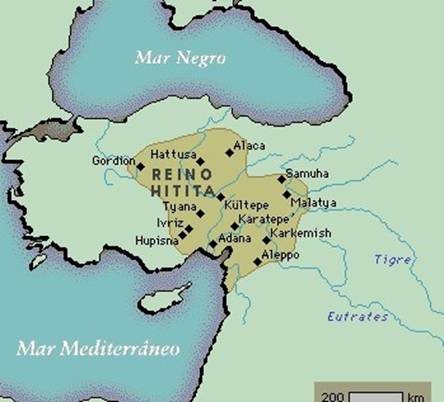 Mar Negro
Alaca
Hattusa
Gordion
REINO
HITITA
Samuha
Malatya
Kültepe
Tyana
Karatepe
Ivriz
Karkemish
Hupisna
Adana
Aleppo
Tigre
Eufrates
Mar Mediterrâneo
200 km